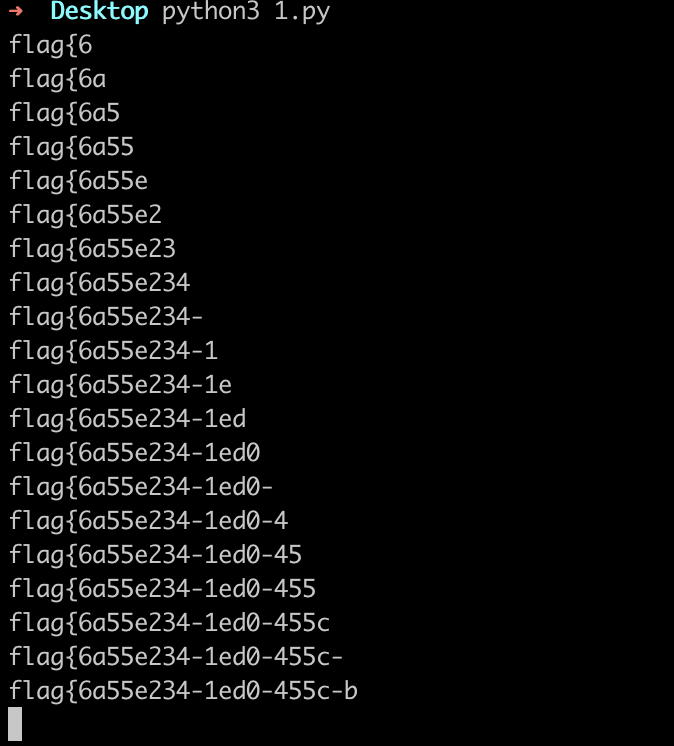 ➜ Desktop python3 1.py
flag{6
flag{6a
flag{6a5
flag{6a55
flag{6a55e
flag{6a55e2
flag{6a55e23
flag{6a55e234
flag{6a55e234-
flag{6a55e234-1
flag{6a55e234-1e
flag{6a55e234-1ed
flag{6a55e234-1ed0
flag{6a55e234-1ed0-
flag{6a55e234-1ed0-4
flag{6a55e234-1ed0-45
flag{6a55e234-1ed0-455
flag{6a55e234-1ed0-455c
flag{6a55e234-1ed0-455c-
flag{6a55e234-1ed0-455c-b